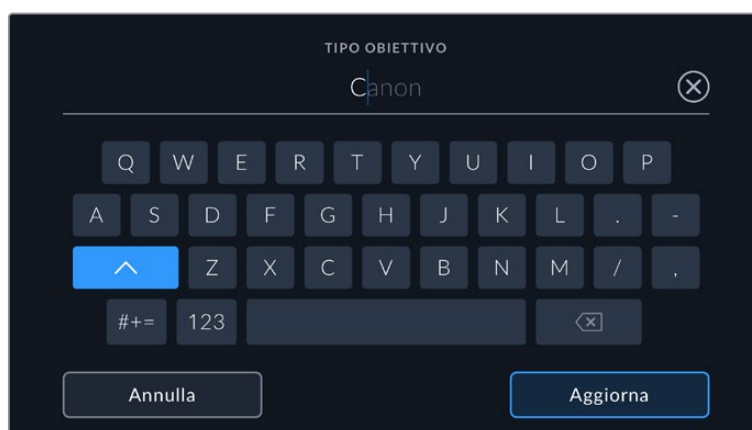 TIPO OBIETTIVO
Canon
Q W E R T Y U I O P
A S D F G H J K L . -
Z X C V B N M / ,
#+= 123
Annulla Aggiorna